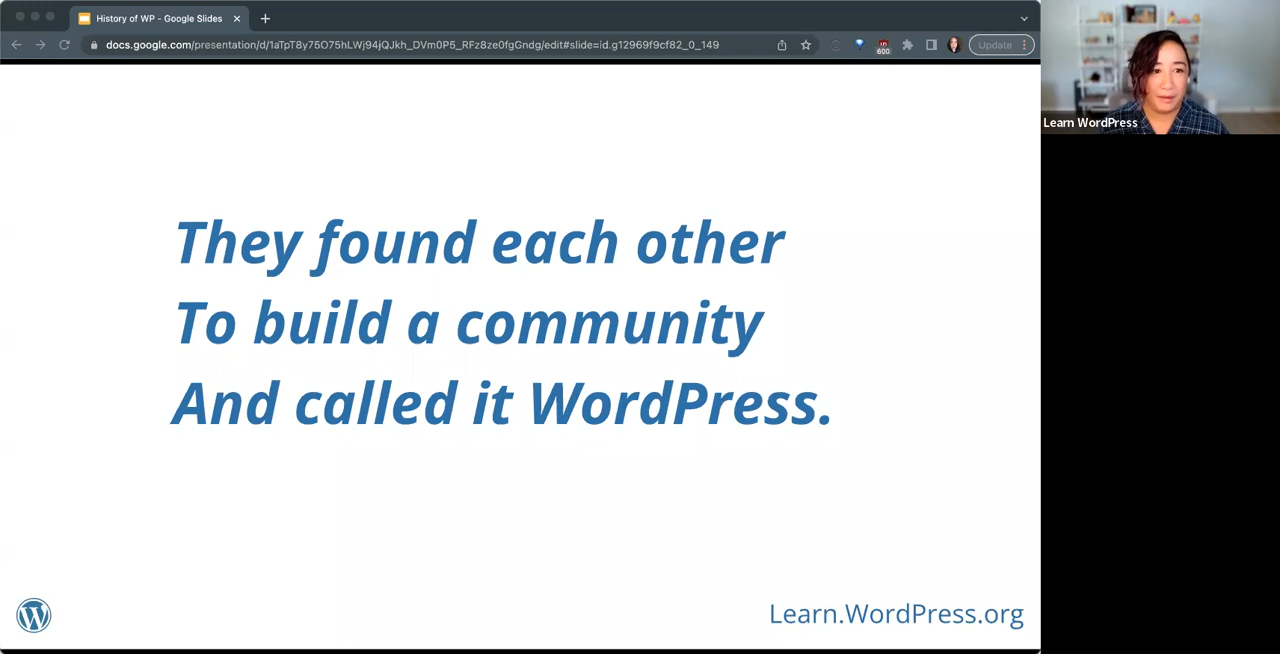 History of WP - Google Slides
docs.google.com/presentation/d/1aTpT8y75O75hLWj94jQJkh_DVm0P5_RFz8ze0fgGndg/edit#slide=id.g12969f9cf82_0_149
600
Update
Learn WordPress
They found each other
To build a community
And called it WordPress.
Learn.WordPress.org